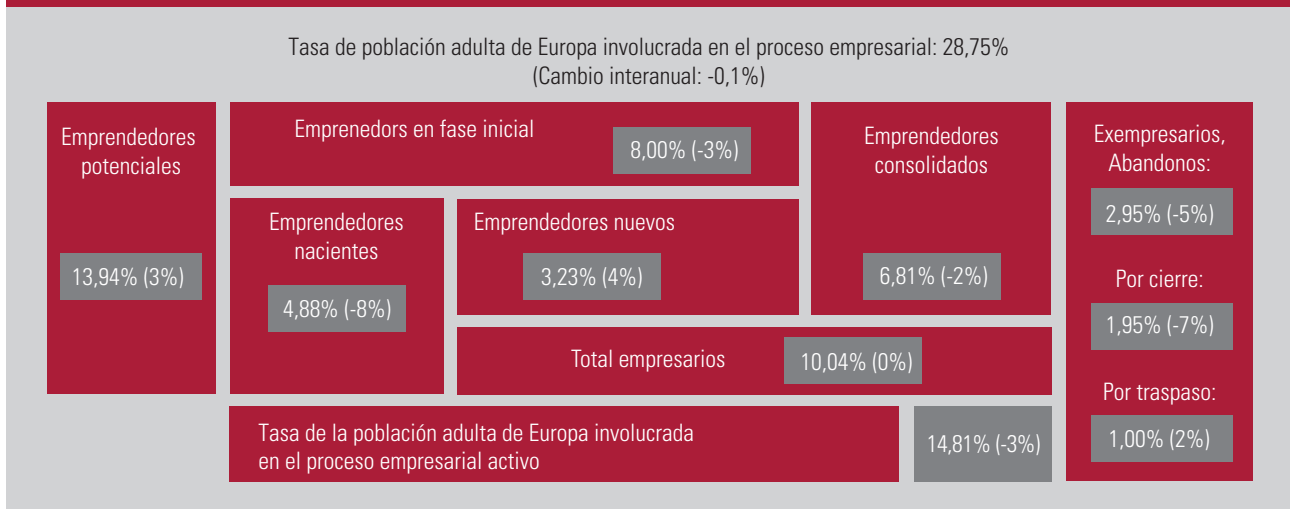 Tasa de población adulta de Europa involucrada en el proceso empresarial: 28,75%
(Cambio interanual: -0,1%)
Emprendedores
potenciales
13,94% (3%)
Emprenedors en fase inicial
8,00% (-3%)
Emprendedores
nacientes
4,88% (-8%)
Emprendedores nuevos
3,23% (4%)
Emprendedores
consolidados
6,81% (-2%)
Total empresarios
10,04% (0%)
Tasa de la población adulta de Europa involucrada
en el proceso empresarial activo
14,81% (-3%)
Exempresarios,
Abandonos:
2,95% (-5%)
Por cierre:
1,95% (-7%)
Por traspaso:
1,00% (2%)